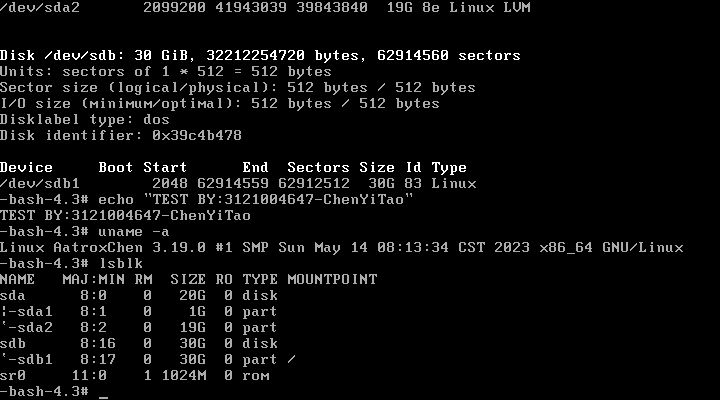 /dev/sda2       2099200 41943039 39843840  19G 8e Linux LVM
Disk /dev/sdb: 30 GiB, 32212254720 bytes, 62914560 sectors
Units: sectors of 1 * 512 = 512 bytes
Sector size (logical/physical): 512 bytes / 512 bytes
I/O size (minimum/optimal): 512 bytes / 512 bytes
Disklabel type: dos
Disk identifier: 0x39c4b478
Device     Boot Start      End  Sectors Size Id Type
/dev/sdb1        2048 62914559 62912512  30G 83 Linux
-bash-4.3# echo "TEST BY:3121004647-ChenYiTao"
TEST BY:3121004647-ChenYiTao
-bash-4.3# uname -a
Linux AatroxChen 3.19.0 #1 SMP Sun May 14 08:13:34 CST 2023 x86_64 GNU/Linux
-bash-4.3# lsblk
NAME   MAJ:MIN RM  SIZE RO TYPE MOUNTPOINT
sda      8:0    0   20G  0 disk
¦-sda1   8:1    0    1G  0 part
`-sda2   8:2    0   19G  0 part
sdb      8:16   0   30G  0 disk
`-sdb1   8:17   0   30G  0 part /
sr0     11:0    1 1024M  0 rom
-bash-4.3# _